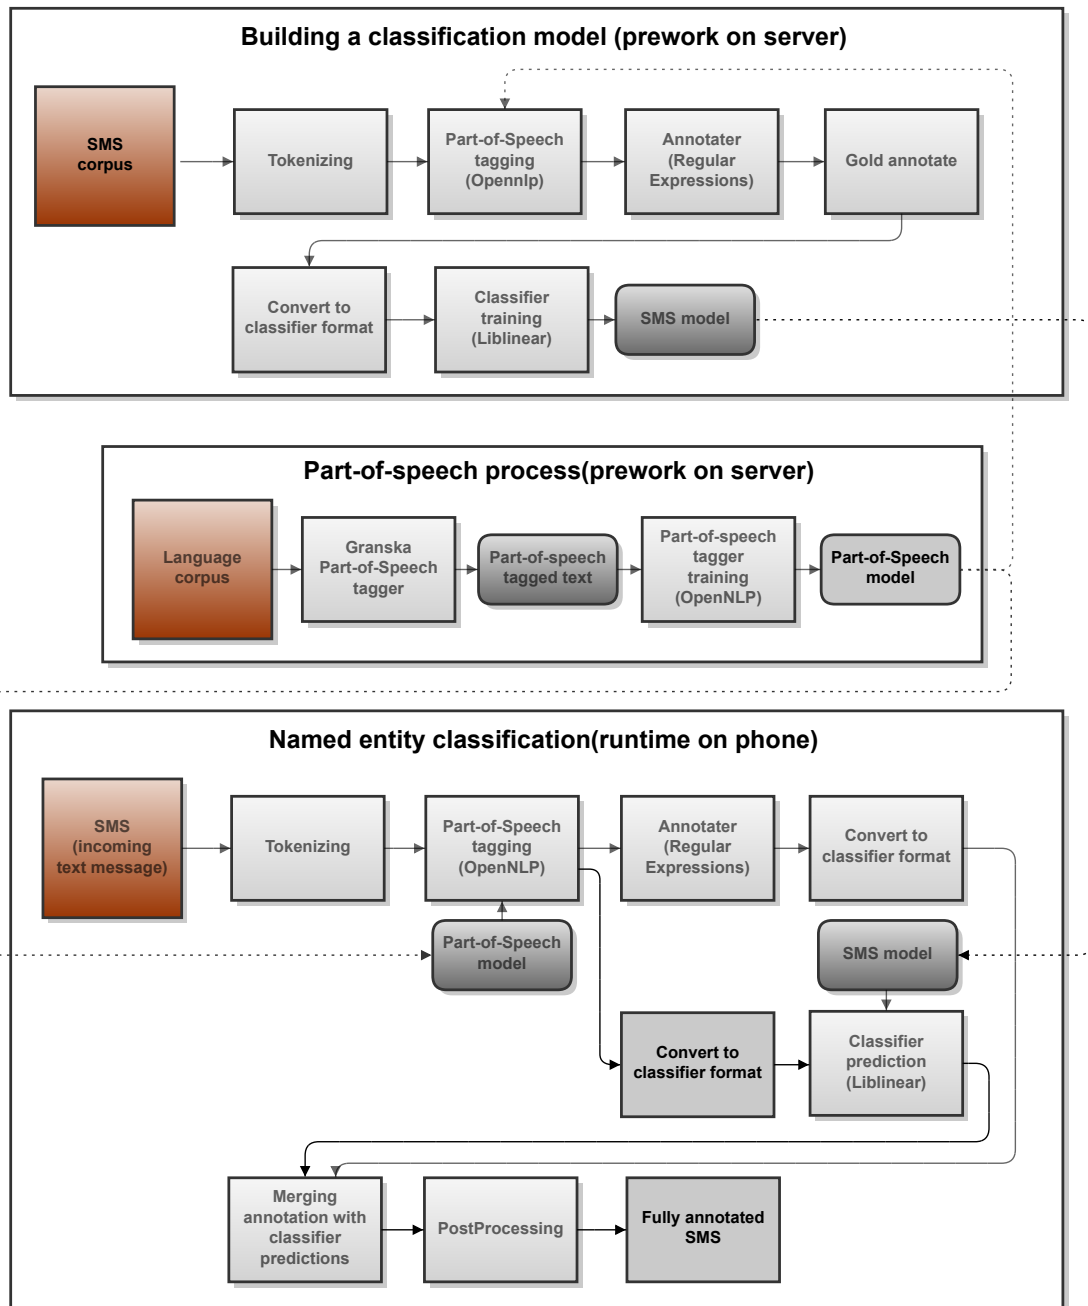 Building a classification model (prework on server)
SMS
corpus
Tokenizing
Part-of-Speech
tagging
(Opennlp)
Annotater
(Regular
Expressions)
Gold annotate
Convert to
classifier format
Classifier
training
(Liblinear)
SMS model
Part-of-speech process(prework on server)
Language
corpus
Granska
Part-of-Speech
tagger
Part-of-speech
tagged text
Part-of-speech
tagger
training
(OpenNLP)
Part-of-Speech
model
Named entity classification(runtime on phone)
SMS
(incoming
text message)
Tokenizing
Part-of-Speech
tagging
(OpenNLP)
Annotater
(Regular
Expressions)
Convert to
classifier format
Part-of-Speech
model
SMS model
Convert to
classifier format
Classifier
prediction
(Liblinear)
Merging
annotation with
classifier
predictions
PostProcessing
Fully annotated
SMS